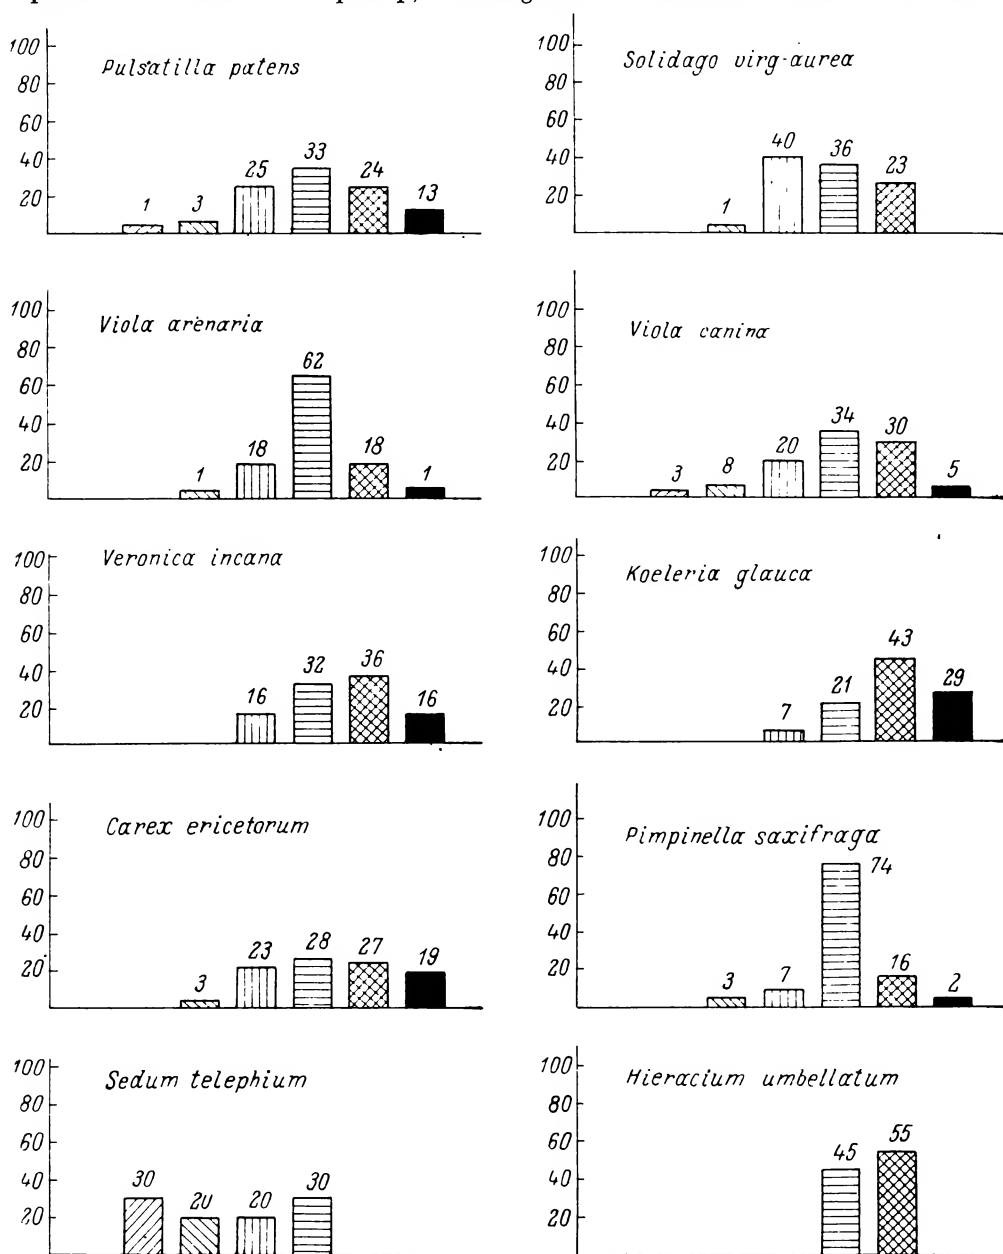 Pulsatilla patens
100
80
60
40
20
1 3 25 33 24 13
Solidago virg-aurea
100
80
60
40
20
1 40 36 23
Viola arenaria
100
80
60
40
20
1 18 62 18 1
Viola canina
100
80
60
40
20
3 8 20 34 30 5
Veronica incana
100
80
60
40
20
16 32 36 16
Koeleria glauca
100
80
60
40
20
7 21 43 29
Carex ericetorum
100
80
60
40
20
3 23 28 27 19
Pimpinella saxifraga
100
80
60
40
20
3 7 74 16 2
Sedum telephium
100
80
60
40
20
30 20 20 30
Hieracium umbellatum
100
80
60
40
20
45 55